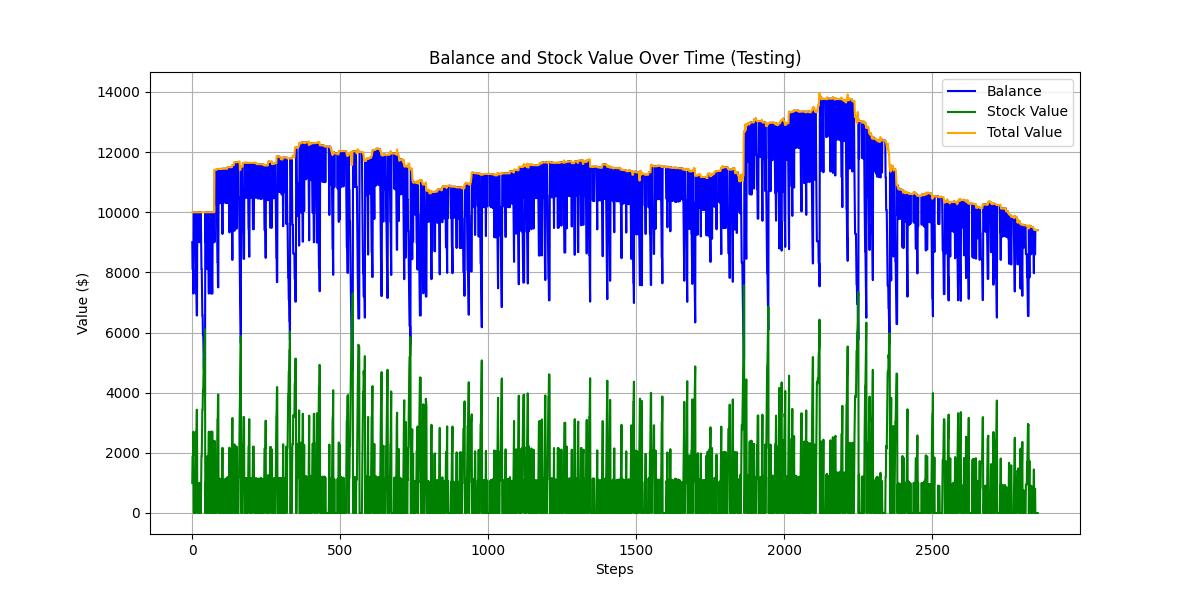 Balance and Stock Value Over Time (Testing)
Balance
Stock Value
Total Value
Value ($)
14000
12000
10000
8000
6000
4000
2000
0
0 500 1000 1500 2000 2500
Steps